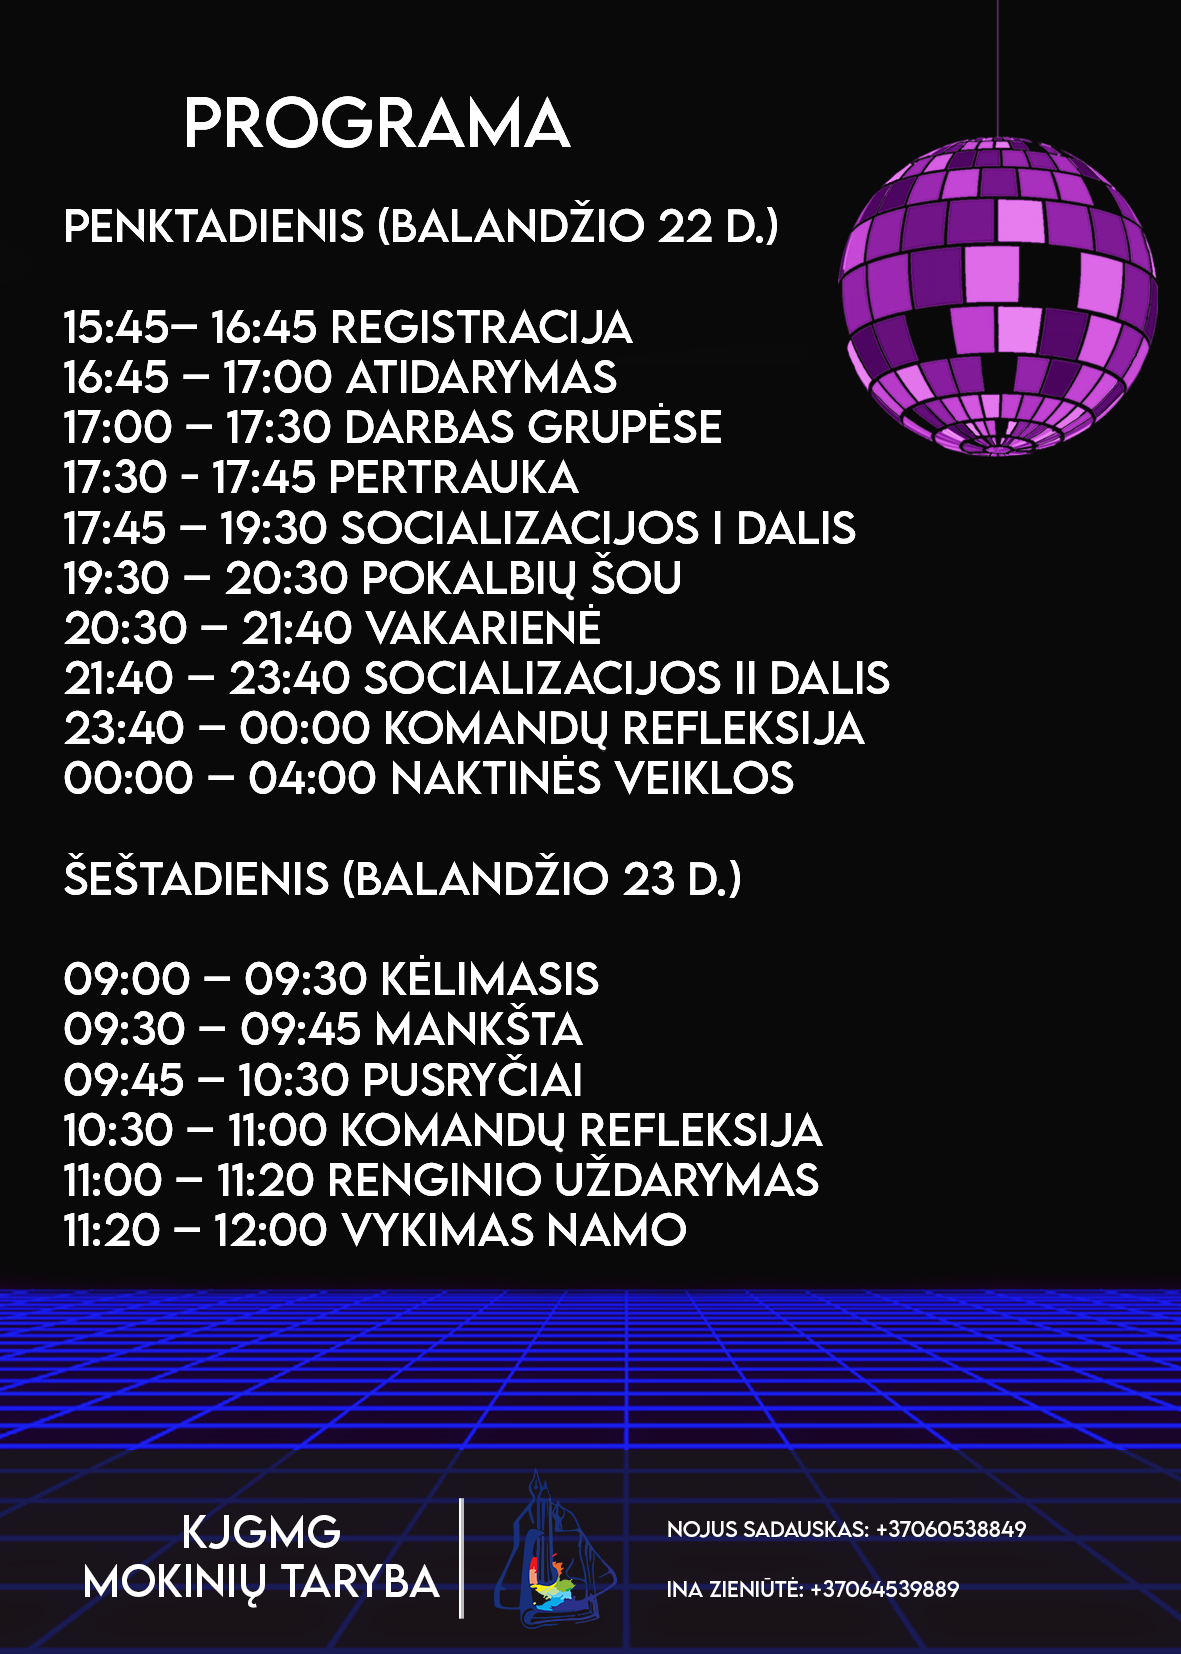 PROGRAMA
PENKTADIENIS (BALANDŽIO 22 D.)
15:45– 16:45 REGISTRACIJA
16:45 – 17:00 ATIDARYMAS
17:00 – 17:30 DARBAS GRUPĖSE
17:30 - 17:45 PERTRAUKA
17:45 – 19:30 SOCIALIZACIJOS I DALIS
19:30 – 20:30 POKALBIŲ ŠOU
20:30 – 21:40 VAKARIENĖ
21:40 – 23:40 SOCIALIZACIJOS II DALIS
23:40 – 00:00 KOMANDŲ REFLEKSIJA
00:00 – 04:00 NAKTINĖS VEIKLOS
ŠEŠTADIENIS (BALANDŽIO 23 D.)
09:00 – 09:30 KĖLIMASIS
09:30 – 09:45 MANKŠTA
09:45 – 10:30 PUSRYČIAI
10:30 – 11:00 KOMANDŲ REFLEKSIJA
11:00 – 11:20 RENGINIO UŽDARYMAS
11:20 – 12:00 VYKIMAS NAMO
KJGMG
MOKINIŲ TARYBA
NOJUS SADAUSKAS: +37060538849
INA ZIENIŪTĖ: +37064539889